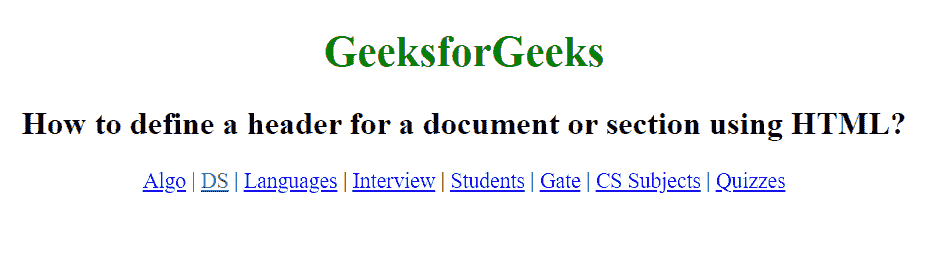 GeeksforGeeks
How to define a header for a document or section using HTML?
Algo | DS | Languages | Interview | Students | Gate | CS Subjects | Quizzes